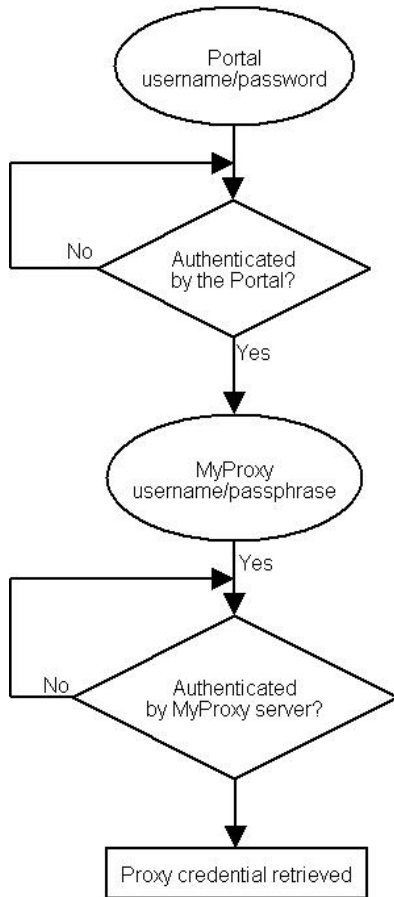 Portal
username/password
No
Authenticated
by the Portal?
Yes
MyProxy
username/passphrase
Yes
No
Authenticated
by MyProxy server?
Proxy credential retrieved